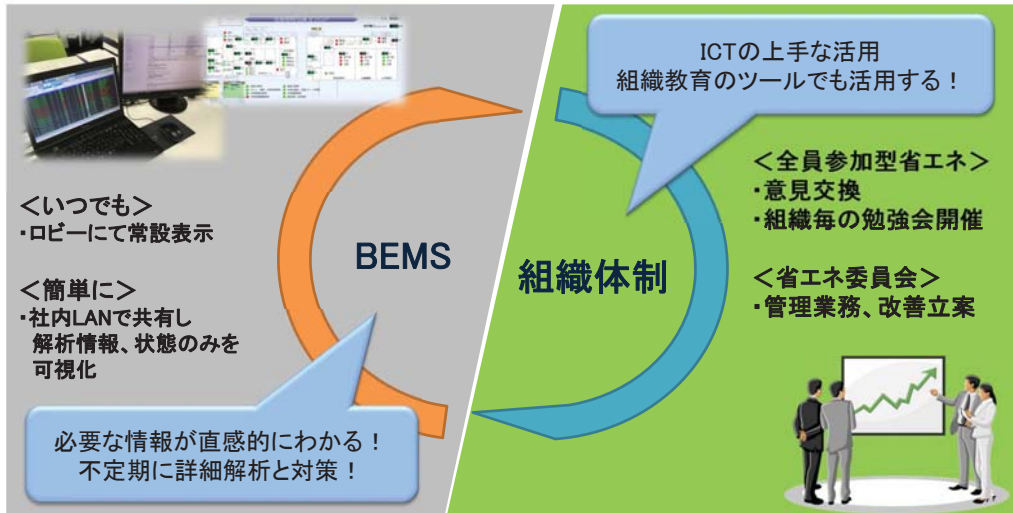 ICTの上手な活用
組織教育のツールでも活用する！
＜いつでも＞
・ロビーにて常設表示
＜簡単に＞
・社内LANで共有し
解析情報、状態のみを
可視化
BEMS
必要な情報が直感的にわかる！
不定期に詳細解析と対策！
組織体制
＜全員参加型省エネ＞
・意見交換
・組織毎の勉強会開催
＜省エネ委員会＞
・管理業務、改善立案